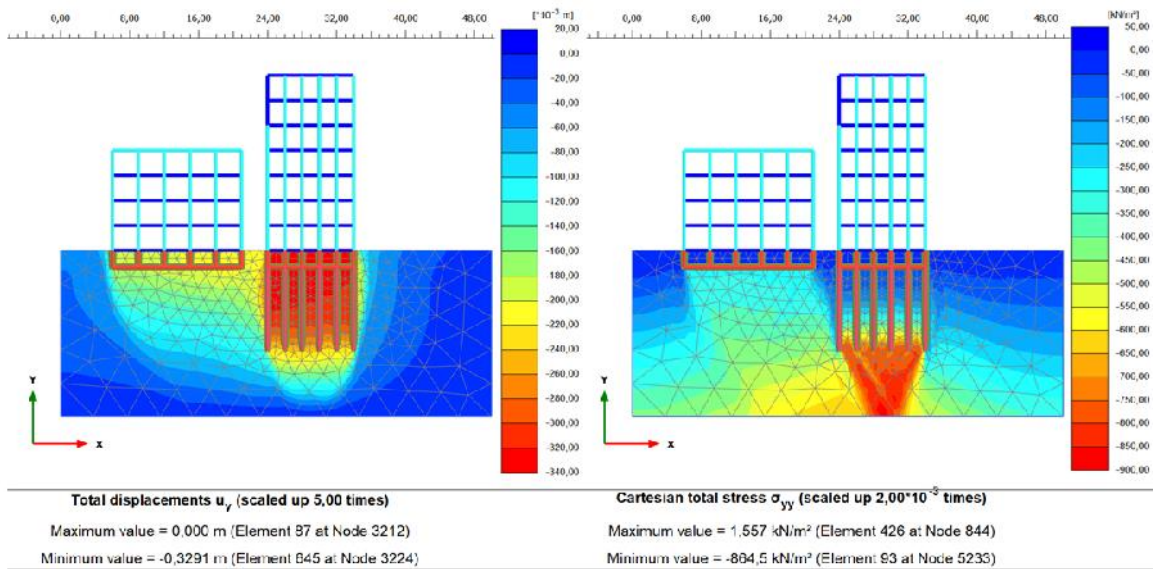 [*10⁻³ m]
0,00 8,00 16,00 24,00 32,00 40,00 48,00
20,00
0,00
-20,00
-40,00
-60,00
-80,00
-100,00
-120,00
-140,00
-160,00
-180,00
-200,00
-220,00
-240,00
-260,00
-280,00
-300,00
-320,00
-340,00
Y
X
Total displacements uᵧ (scaled up 5,00 times)
Maximum value = 0,000 m (Element 87 at Node 3212)
Minimum value = -0,3291 m (Element 645 at Node 3224)
[kN/m²]
0,00 8,00 16,00 24,00 32,00 40,00 48,00
50,00
0,00
-50,00
-100,00
-150,00
-200,00
-250,00
-300,00
-350,00
-400,00
-450,00
-500,00
-550,00
-600,00
-650,00
-700,00
-750,00
-800,00
-850,00
-900,00
Y
X
Cartesian total stress σyy (scaled up 2,00*10⁻³ times)
Maximum value = 1,557 kN/m² (Element 426 at Node 844)
Minimum value = -864,5 kN/m² (Element 93 at Node 5233)